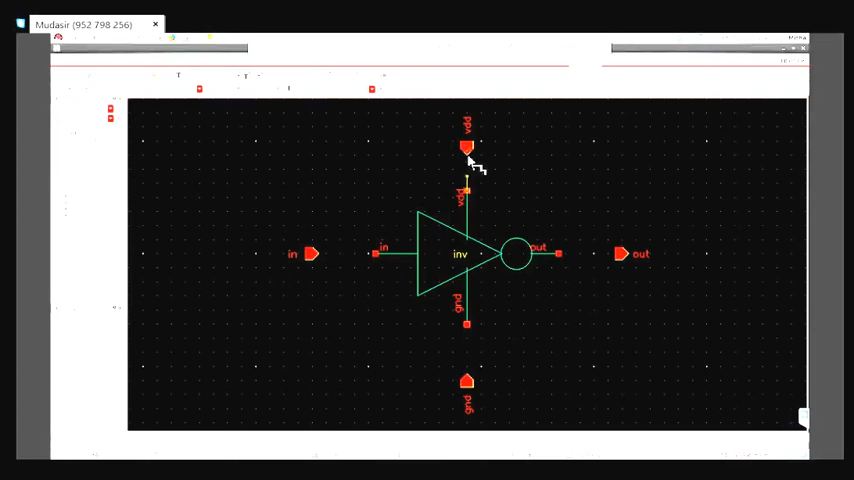 Mudasir (952 798 256)
vdd
vdd
in
in
inv
out
out
gnd
gnd